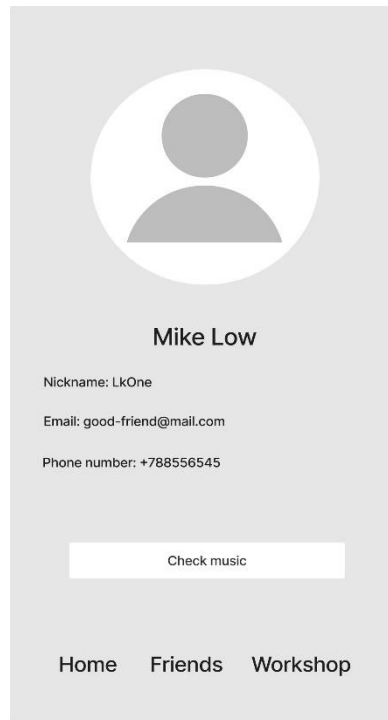 Mike Low
Nickname: LkOne
Email: good-friend@mail.com
Phone number: +788556545
Check music
Home Friends Workshop